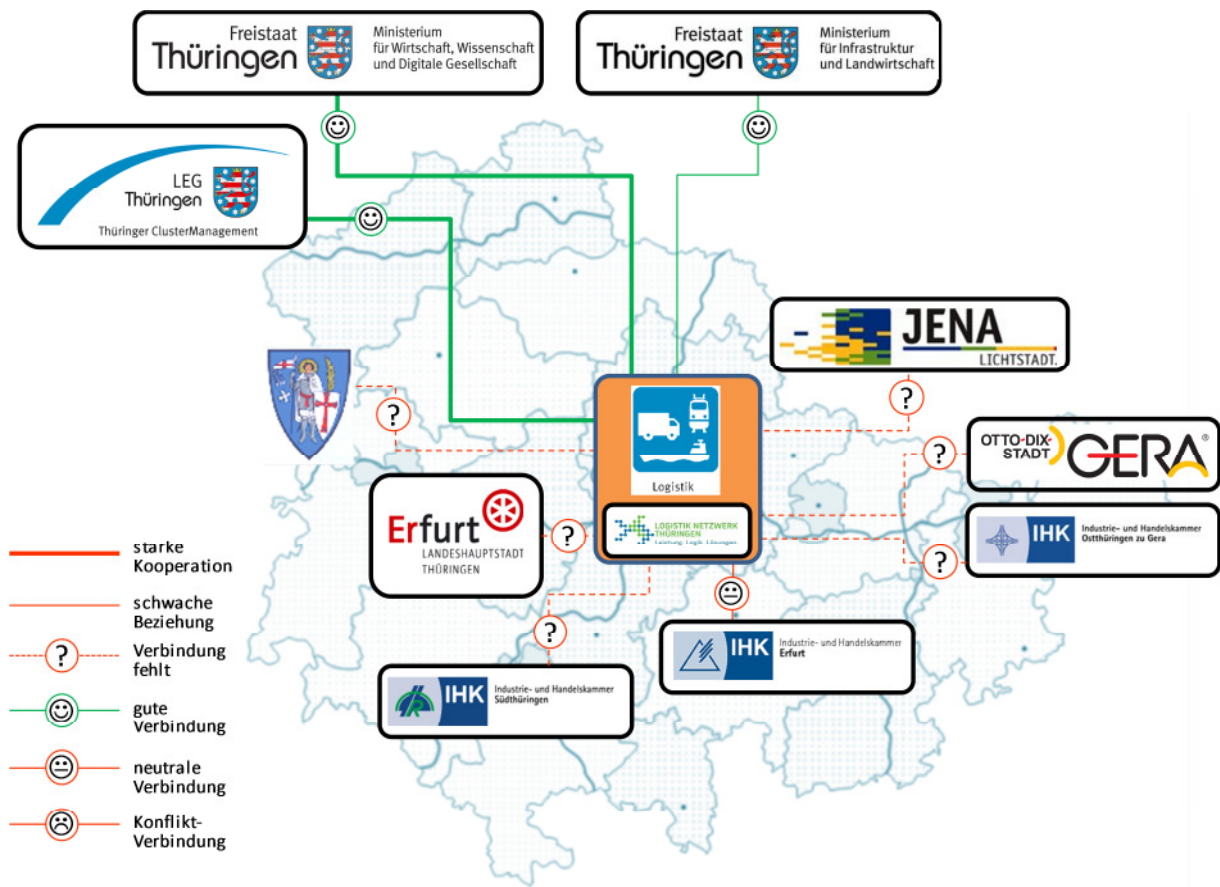 Freistaat
Thüringen
Ministerium
für Wirtschaft, Wissenschaft
und Digitale Gesellschaft
Freistaat
Thüringen
Ministerium
für Infrastruktur
und Landwirtschaft
LEG
Thüringen
Thüringer ClusterManagement
JENA
LICHTSTADT.
?
?
OTTO-DIX-
STADT
GERA®
?
Logistik
Erfurt
LANDESHAUPTSTADT
THÜRINGEN
?
LOGISTIK NETZWERK
THÜRINGEN
Leistung. Logik. Lösungen.
IHK
Industrie- und Handelskammer
Ostthüringen zu Gera
?
starke
Kooperation
schwache
Beziehung
?
Verbindung
fehlt
gute
Verbindung
neutrale
Verbindung
Konflikt-
Verbindung
?
IHK
Industrie- und Handelskammer
Erfurt
IHK
Industrie- und Handelskammer
Südthüringen